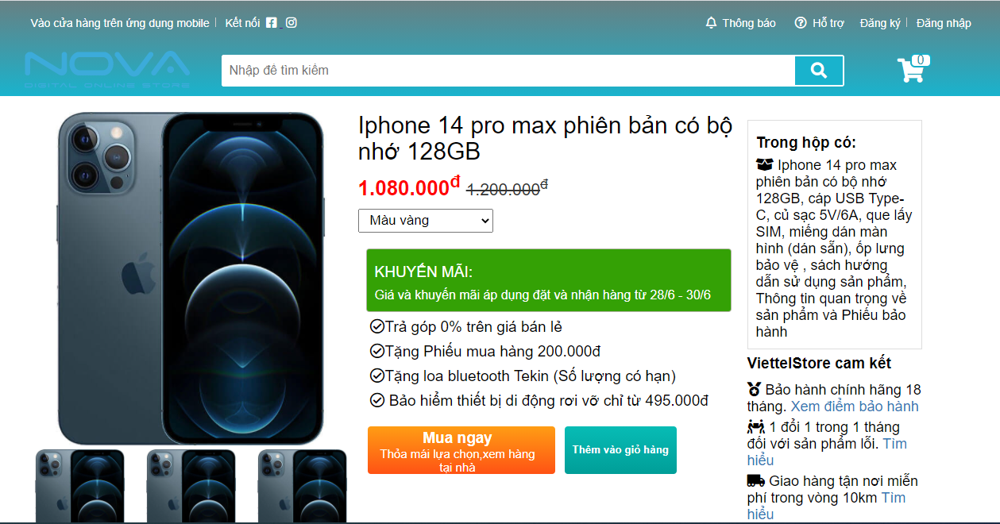 Vào cửa hàng trên ứng dụng mobile
Kết nối
Thông báo
Hỗ trợ
Đăng ký
Đăng nhập
NOVA
DIGITAL ONLINE STORE
Nhập để tìm kiếm
0
Iphone 14 pro max phiên bản có bộ
nhớ 128GB
1.080.000đ 1.200.000đ
Màu vàng
KHUYẾN MÃI:
Giá và khuyến mãi áp dụng đặt và nhận hàng từ 28/6 - 30/6
Trả góp 0% trên giá bán lẻ
Tặng Phiếu mua hàng 200.000đ
Tặng loa bluetooth Tekin (Số lượng có hạn)
Bảo hiểm thiết bị di động rơi vỡ chỉ từ 495.000đ
Mua ngay
Thỏa mái lựa chọn,xem hàng
tại nhà
Thêm vào giỏ hàng
Trong hộp có:
Iphone 14 pro max
phiên bản có bộ nhớ
128GB, cáp USB Type-
C, củ sạc 5V/6A, que lấy
SIM, miếng dán màn
hình (dán sẵn), ốp lưng
bảo vệ , sách hướng
dẫn sử dụng sản phẩm,
Thông tin quan trọng về
sản phẩm và Phiếu bảo
hành
ViettelStore cam kết
Bảo hành chính hãng 18
tháng. Xem điểm bảo hành
1 đổi 1 trong 1 tháng
đối với sản phẩm lỗi. Tìm
hiểu
Giao hàng tận nơi miễn
phí trong vòng 10km Tìm
hiểu